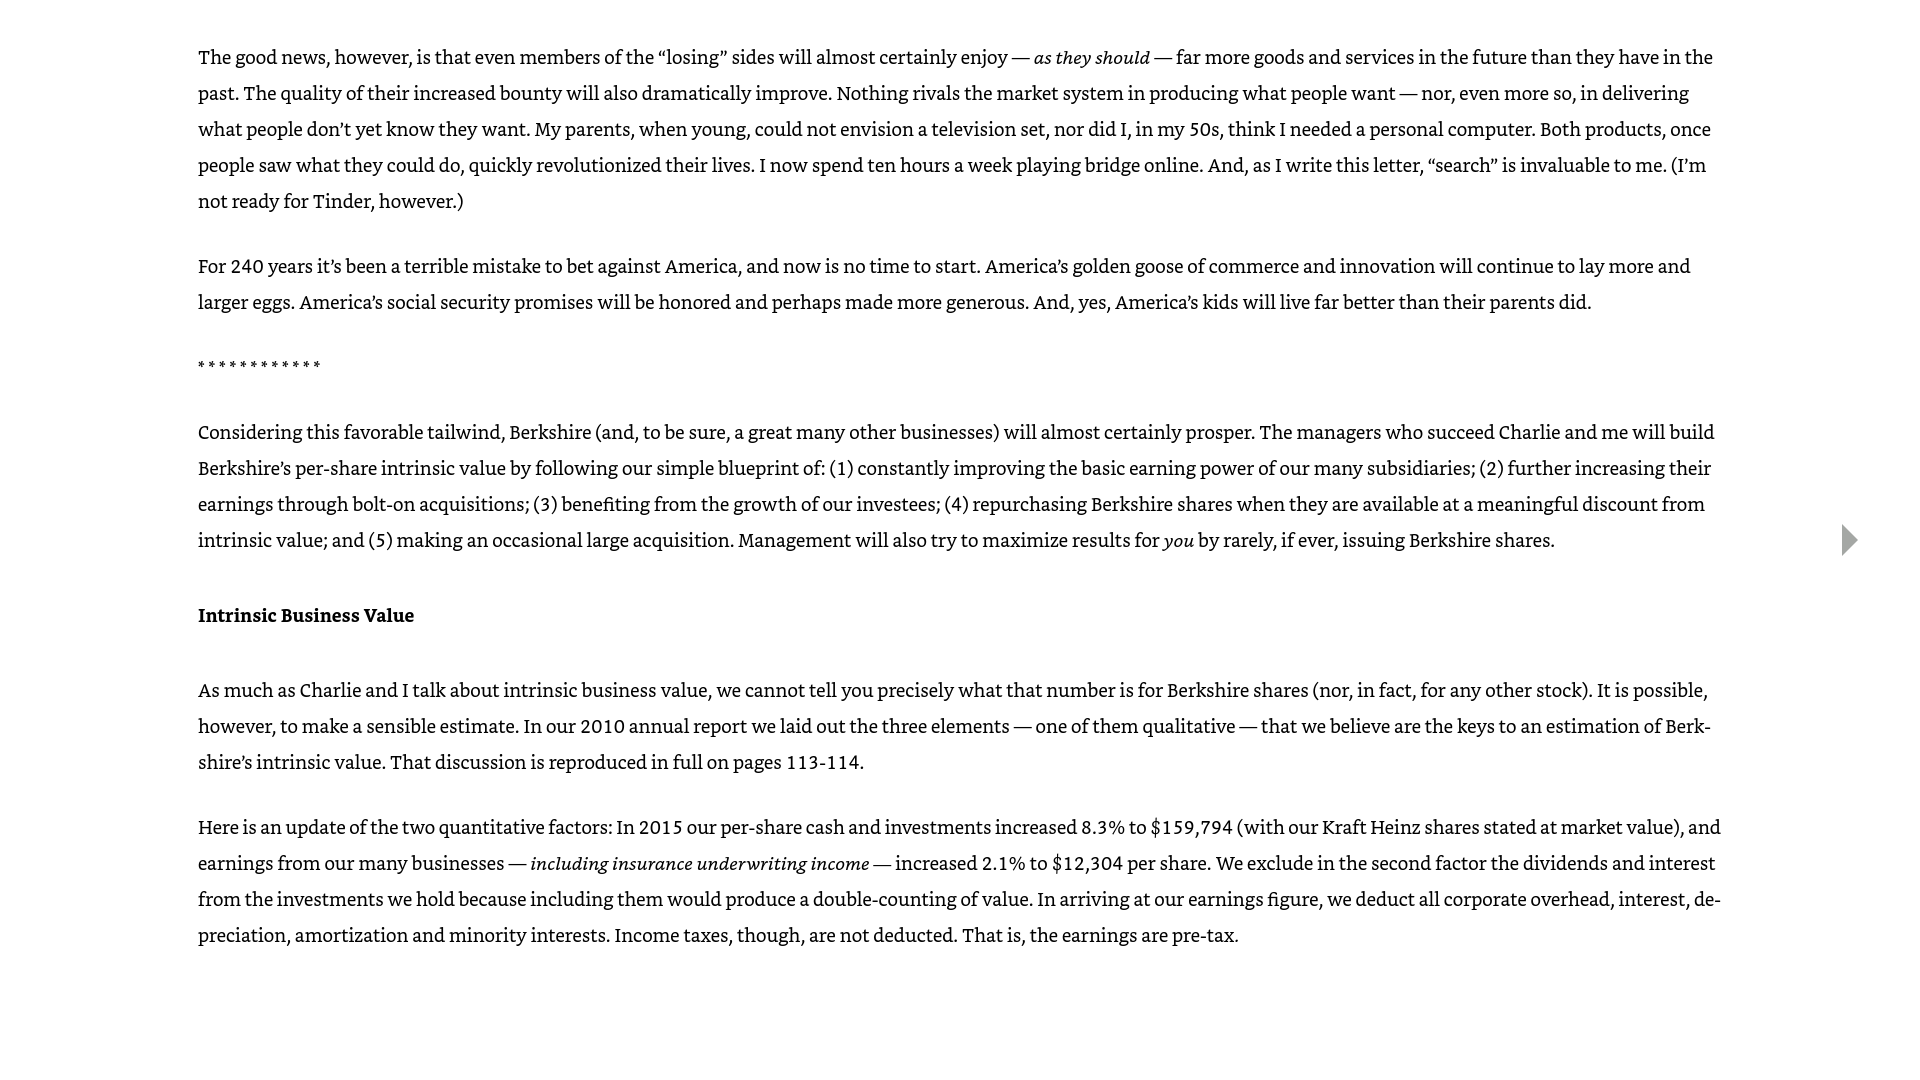 The good news, however, is that even members of the “losing” sides will almost certainly enjoy — as they should — far more goods and services in the future than they have in the
past. The quality of their increased bounty will also dramatically improve. Nothing rivals the market system in producing what people want — nor, even more so, in delivering
what people don’t yet know they want. My parents, when young, could not envision a television set, nor did I, in my 50s, think I needed a personal computer. Both products, once
people saw what they could do, quickly revolutionized their lives. I now spend ten hours a week playing bridge online. And, as I write this letter, “search” is invaluable to me. (I’m
not ready for Tinder, however.)
For 240 years it’s been a terrible mistake to bet against America, and now is no time to start. America’s golden goose of commerce and innovation will continue to lay more and
larger eggs. America’s social security promises will be honored and perhaps made more generous. And, yes, America’s kids will live far better than their parents did.
* * * * * * * * * * * *
Considering this favorable tailwind, Berkshire (and, to be sure, a great many other businesses) will almost certainly prosper. The managers who succeed Charlie and me will build
Berkshire’s per-share intrinsic value by following our simple blueprint of: (1) constantly improving the basic earning power of our many subsidiaries; (2) further increasing their
earnings through bolt-on acquisitions; (3) benefiting from the growth of our investees; (4) repurchasing Berkshire shares when they are available at a meaningful discount from
intrinsic value; and (5) making an occasional large acquisition. Management will also try to maximize results for you by rarely, if ever, issuing Berkshire shares.
Intrinsic Business Value
As much as Charlie and I talk about intrinsic business value, we cannot tell you precisely what that number is for Berkshire shares (nor, in fact, for any other stock). It is possible,
however, to make a sensible estimate. In our 2010 annual report we laid out the three elements — one of them qualitative — that we believe are the keys to an estimation of Berk-
shire’s intrinsic value. That discussion is reproduced in full on pages 113-114.
Here is an update of the two quantitative factors: In 2015 our per-share cash and investments increased 8.3% to $159,794 (with our Kraft Heinz shares stated at market value), and
earnings from our many businesses — including insurance underwriting income — increased 2.1% to $12,304 per share. We exclude in the second factor the dividends and interest
from the investments we hold because including them would produce a double-counting of value. In arriving at our earnings figure, we deduct all corporate overhead, interest, de-
preciation, amortization and minority interests. Income taxes, though, are not deducted. That is, the earnings are pre-tax.